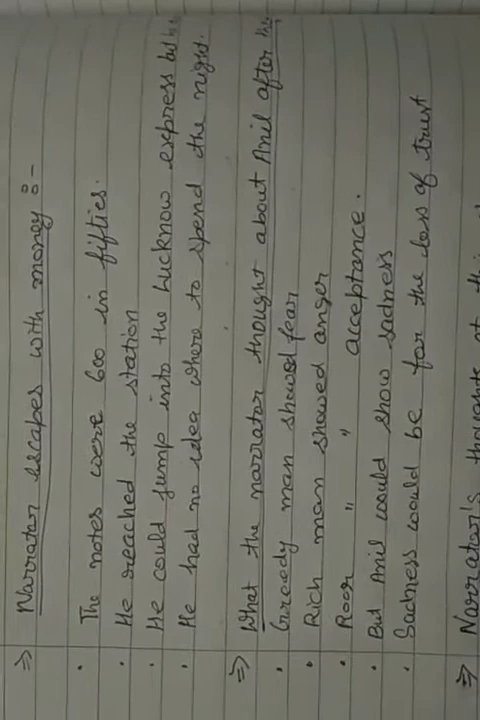 ⇒ Narrator escapes with money :-
• The notes were 600 in fifties.
• He reached the station
• He could jump into the Lucknow express but he
• He had no idea where to spend the night.
⇒ What the narrator thought about Anil after the
• Greedy man showed fear
• Rich man showed anger
• Poor " " acceptance.
• But Anil would show sadness
• Sadness would be for the loss of trust
⇒ Narrator's thoughts at